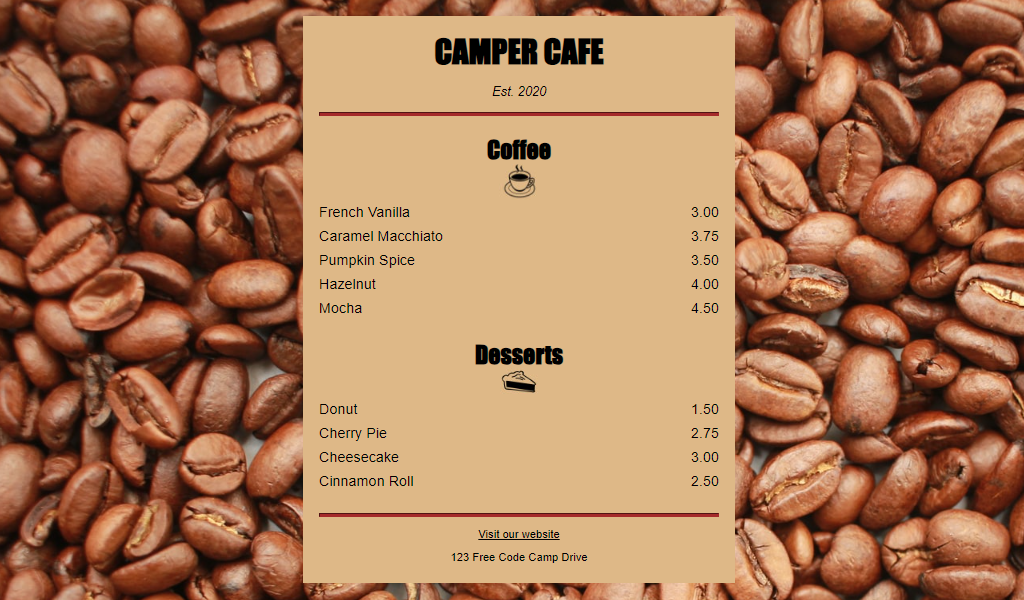 CAMPER CAFE
Est. 2020
Coffee
French Vanilla 3.00
Caramel Macchiato 3.75
Pumpkin Spice 3.50
Hazelnut 4.00
Mocha 4.50
Desserts
Donut 1.50
Cherry Pie 2.75
Cheesecake 3.00
Cinnamon Roll 2.50
Visit our website
123 Free Code Camp Drive